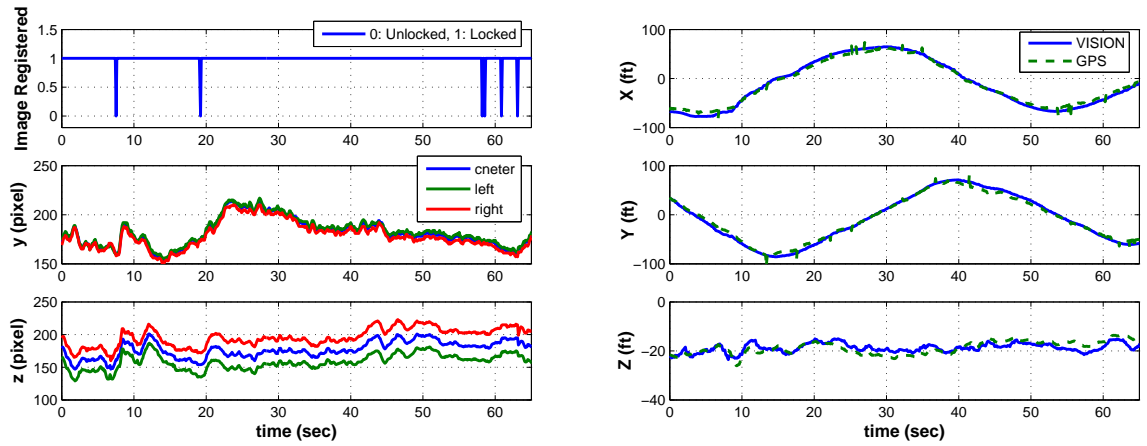 Image Registered
1.5
1
0.5
0
0: Unlocked, 1: Locked
0 10 20 30 40 50 60
y (pixel)
250
200
150
cneter
left
right
0 10 20 30 40 50 60
z (pixel)
250
200
150
100
0 10 20 30 40 50 60
time (sec)
X (ft)
100
0
−100
VISION
GPS
0 10 20 30 40 50 60
Y (ft)
100
0
−100
0 10 20 30 40 50 60
Z (ft)
0
−20
−40
0 10 20 30 40 50 60
time (sec)